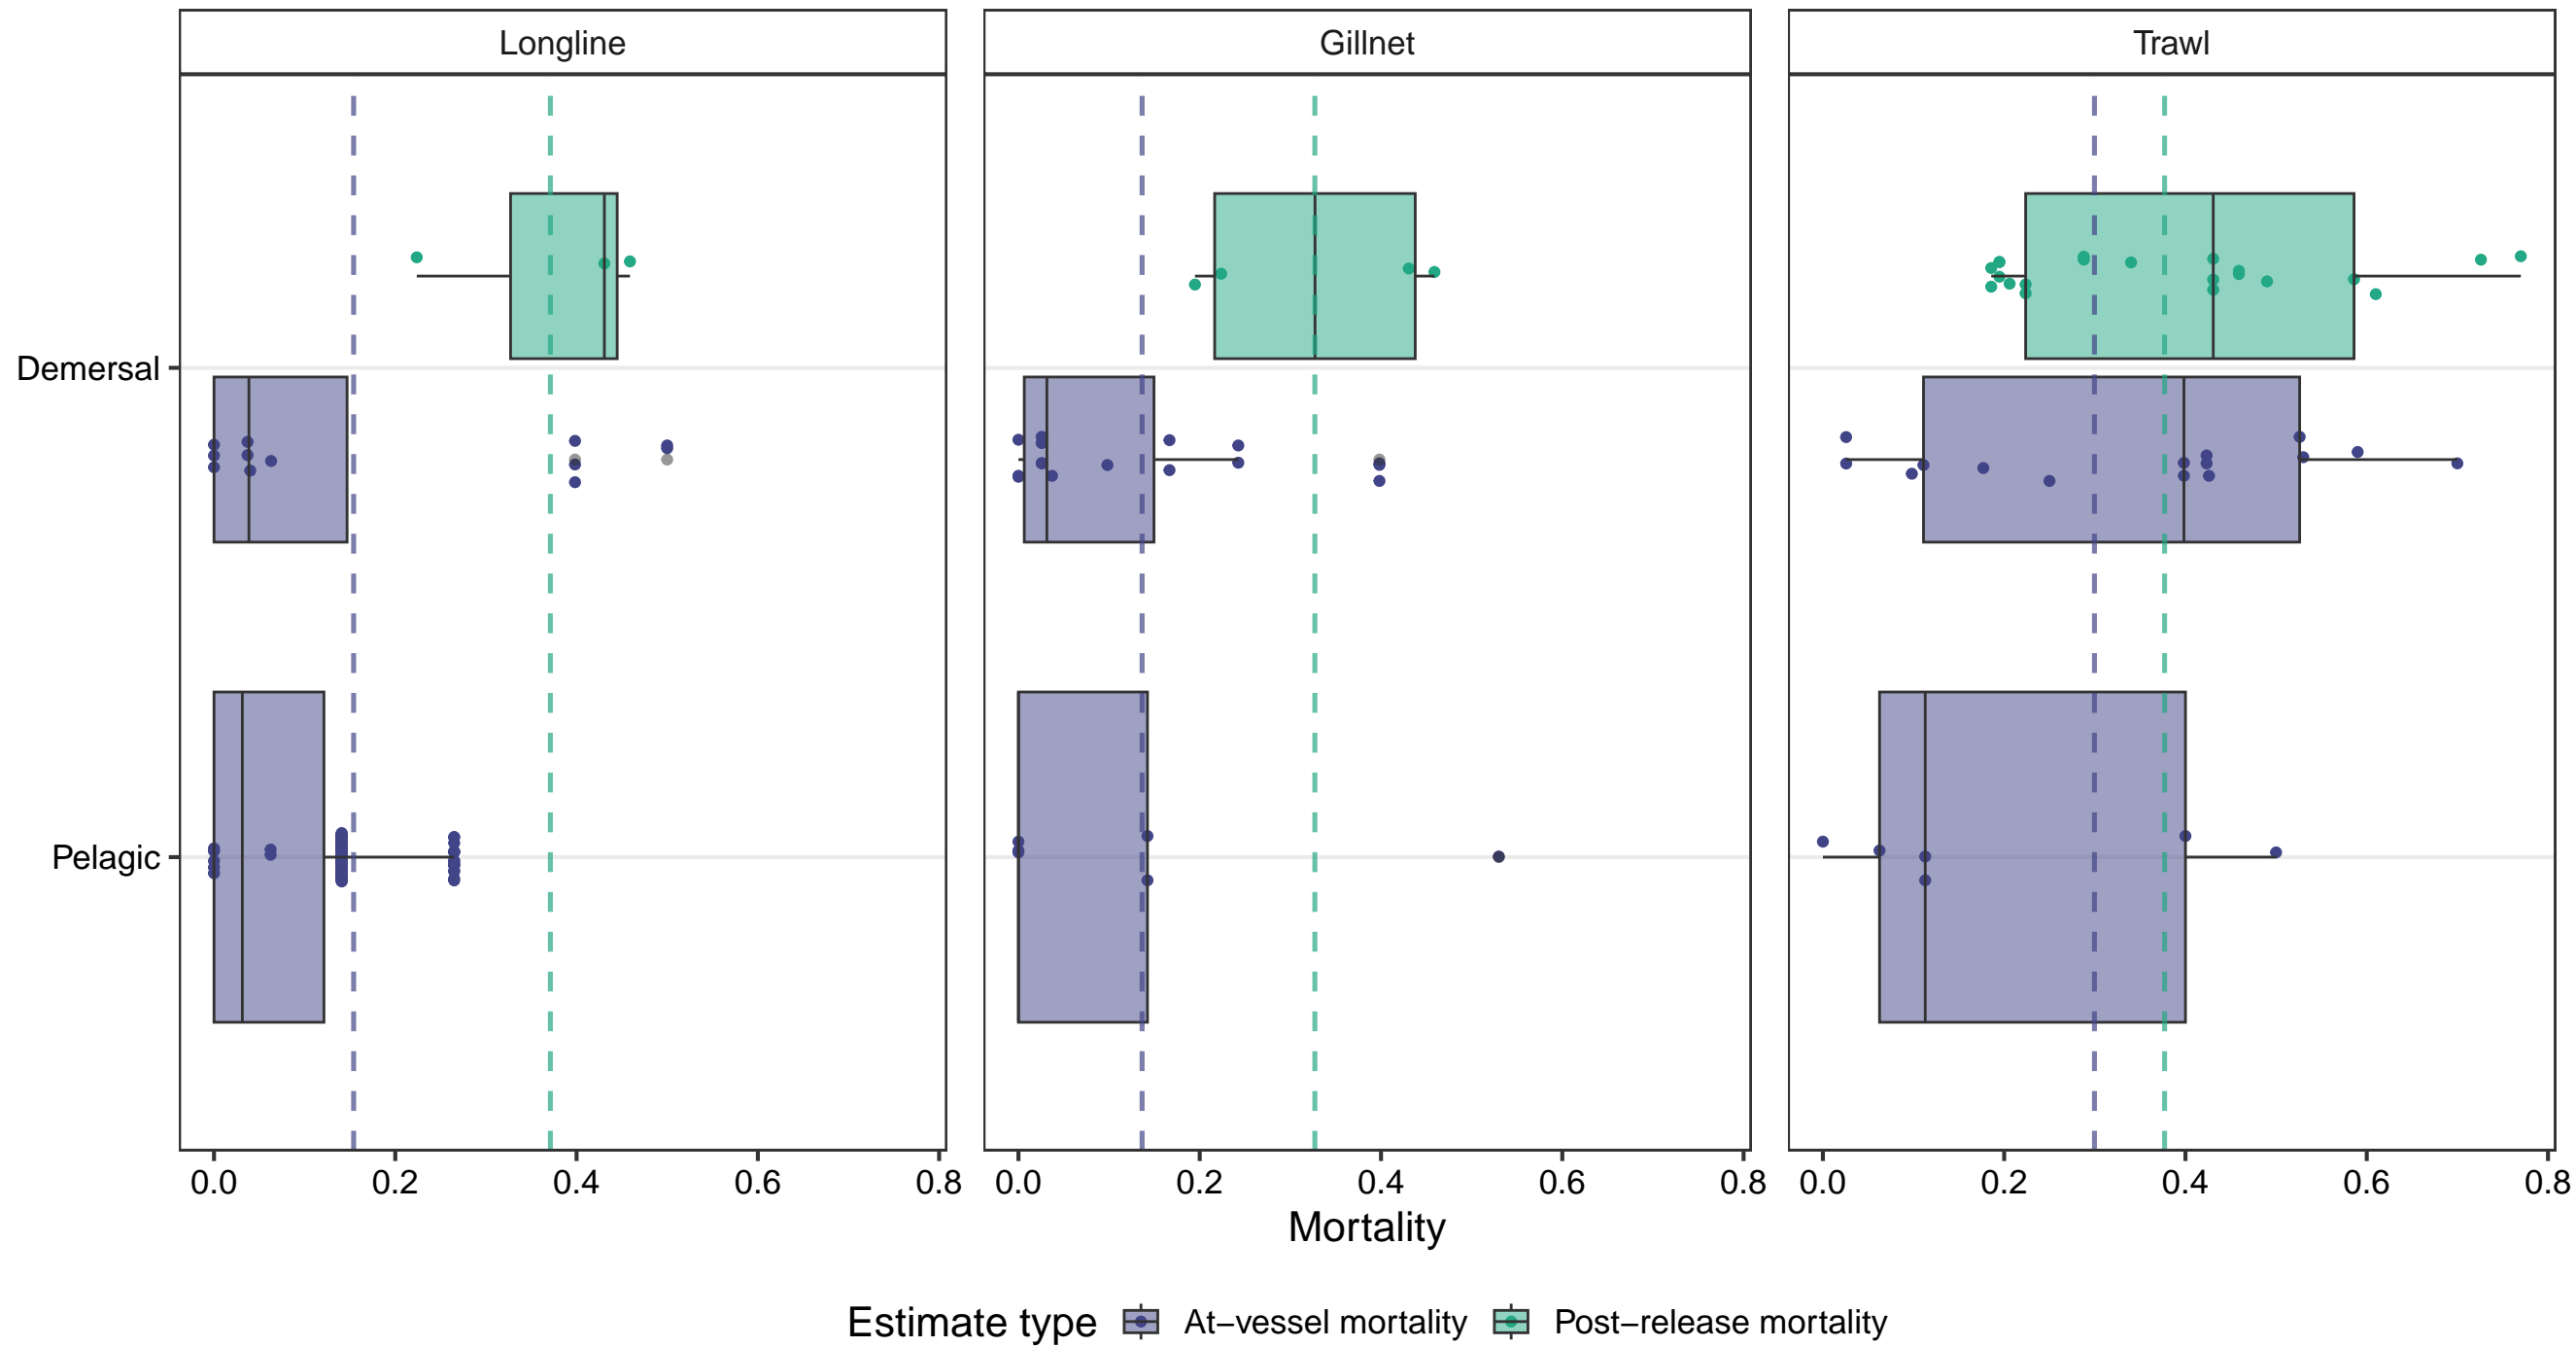 Longline Gillnet Trawl
Demersal
Pelagic
0.0 0.2 0.4 0.6 0.8 0.0 0.2 0.4 0.6 0.8 0.0 0.2 0.4 0.6 0.8
Mortality
Estimate type At−vessel mortality Post−release mortality